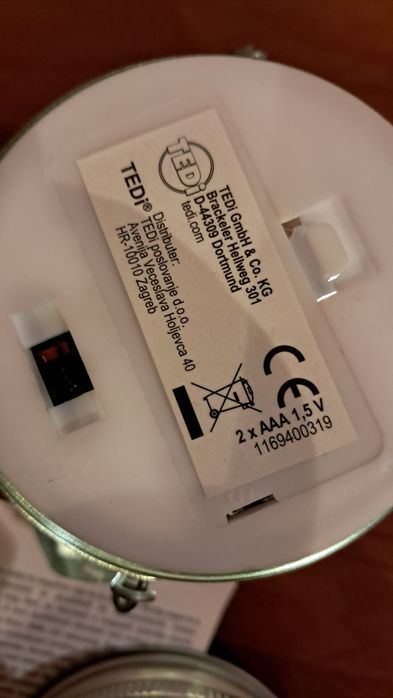 TEDi
TEDi GmbH & Co. KG
Brackeler Hellweg 301
D-44309 Dortmund
tedi.com
TEDi®
Distributer:
TEDi poslovanje d.o.o.
Avenija Veceslava Holjevca 40
HR-10010 Zagreb
CE
2 x AAA 1,5 V
1169400319